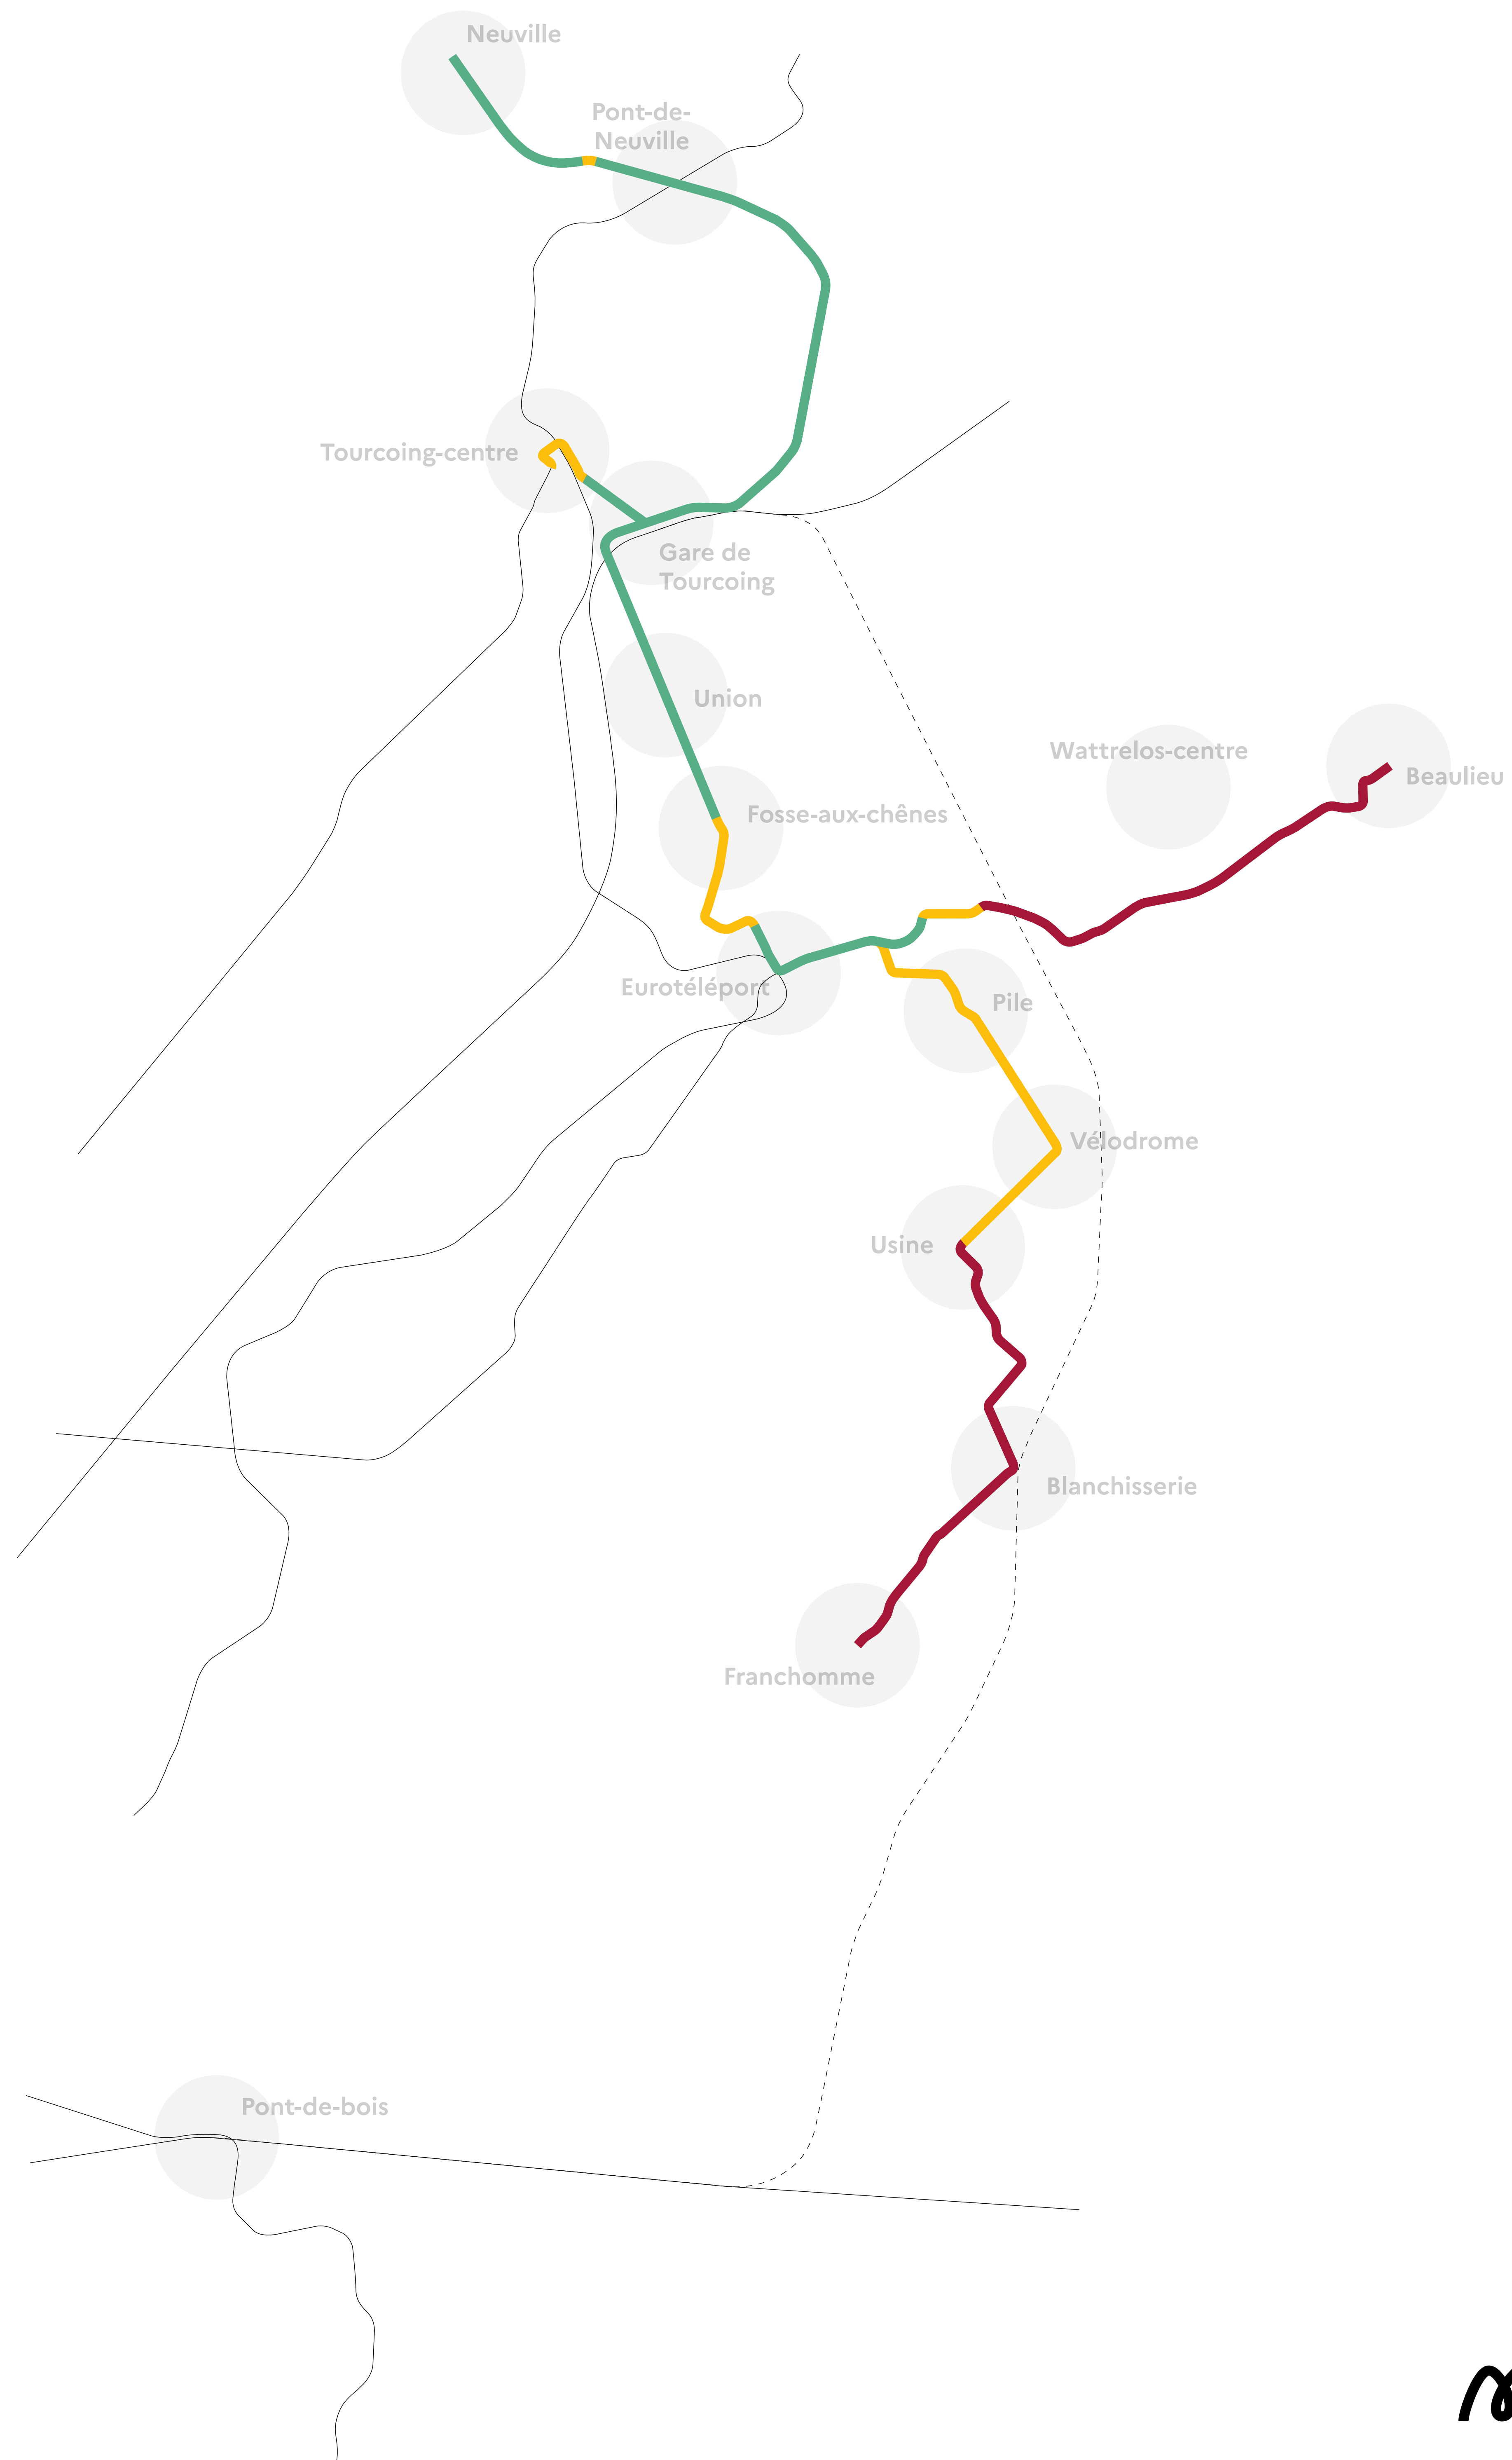 Neuville
Pont-de-
Neuville
Tourcoing-centre
Gare de
Tourcoing
Union
Wattrelos-centre
Beaulieu
Fosse-aux-chênes
Eurotéléport
Pile
Vélodrome
Usine
Blanchisserie
Franchomme
Pont-de-bois